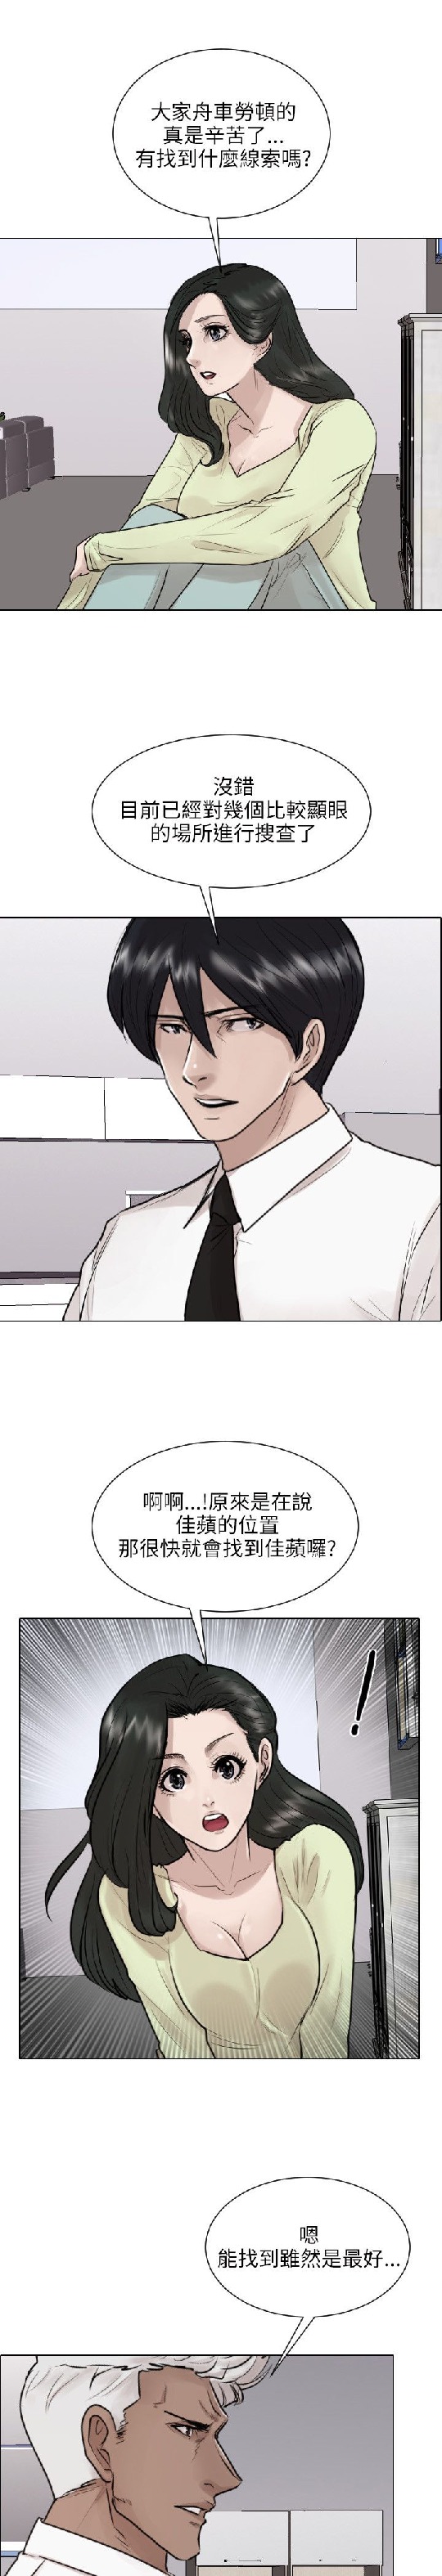 大家舟車勞頓的
真是辛苦了...
有找到什麼線索嗎?
沒錯
目前已經對幾個比較顯眼
的場所進行搜查了
啊啊...!原來是在說
佳蘋的位置
那很快就會找到佳蘋囉?
嗯
能找到雖然是最好...